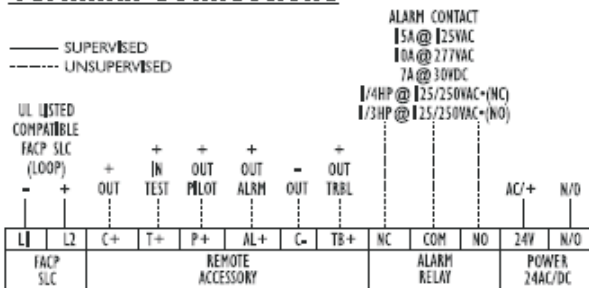 ALARM CONTACT
15A@125VAC
10A@277VAC
7A@30VDC
1/4HP@125/250VAC•(NC)
1/3HP@125/250VAC•(NO)
SUPERVISED
UNSUPERVISED
UL LISTED
COMPATIBLE
FACP SLC
(LOOP)
- +
+
OUT
+
IN
TEST
+
OUT
PILOT
+
OUT
ALRM
-
OUT
+
OUT
TRBL
AC/+ N/O
L1 L2 C+ T+ P+ AL+ C- TB+ NC COM NO 24V N/O
FACP
SLC
REMOTE
ACCESSORY
ALARM
RELAY
POWER
24AC/DC